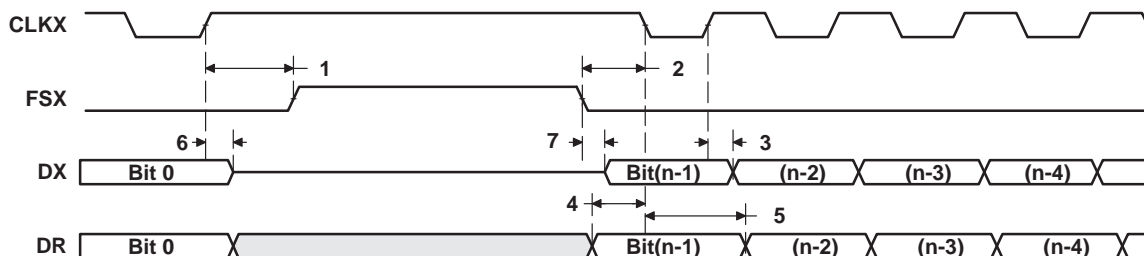 CLKX
1 2
FSX
6 7 3
DX Bit 0 Bit(n-1) (n-2) (n-3) (n-4)
4 5
DR Bit 0 Bit(n-1) (n-2) (n-3) (n-4)